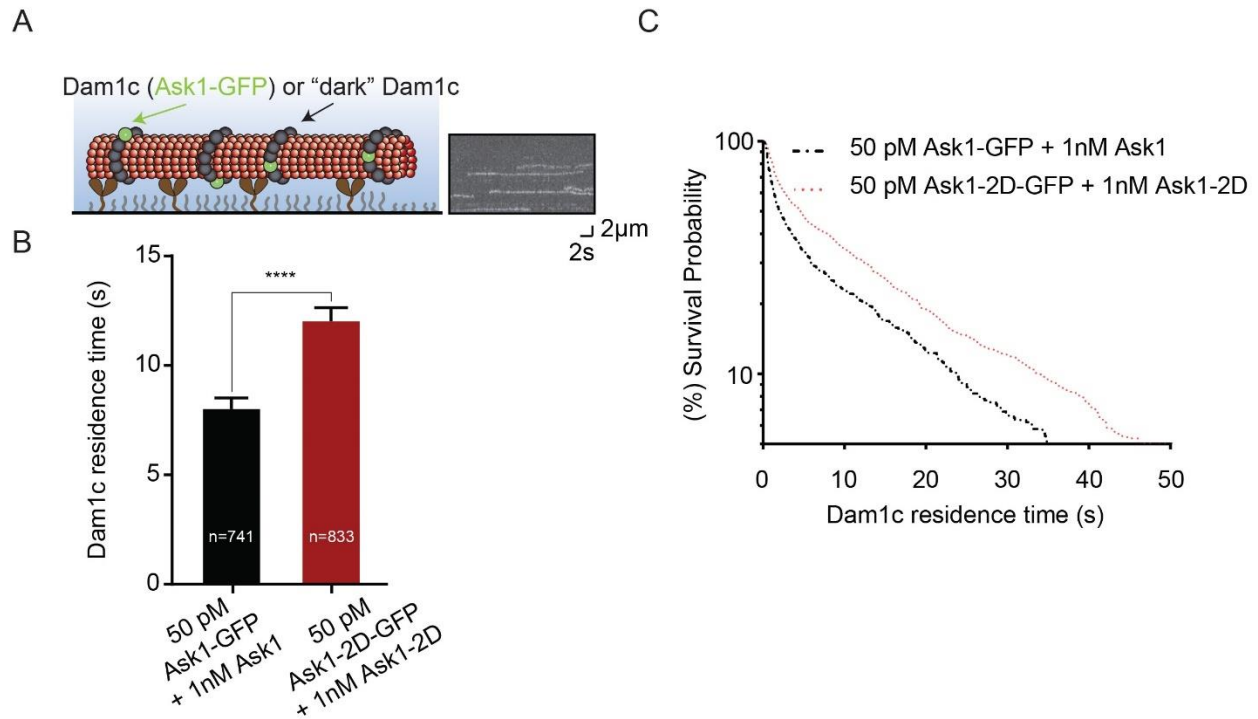 A
Dam1c (Ask1-GFP) or “dark” Dam1c
2µm
2s
B
Dam1c residence time (s)
15
10
5
0
****
n=741
n=833
50 pM
Ask1-GFP
+ 1nM Ask1
50 pM
Ask1-2D-GFP
+ 1nM Ask1-2D
C
(%) Survival Probability
100
10
50 pM Ask1-GFP + 1nM Ask1
50 pM Ask1-2D-GFP + 1nM Ask1-2D
0 10 20 30 40 50
Dam1c residence time (s)